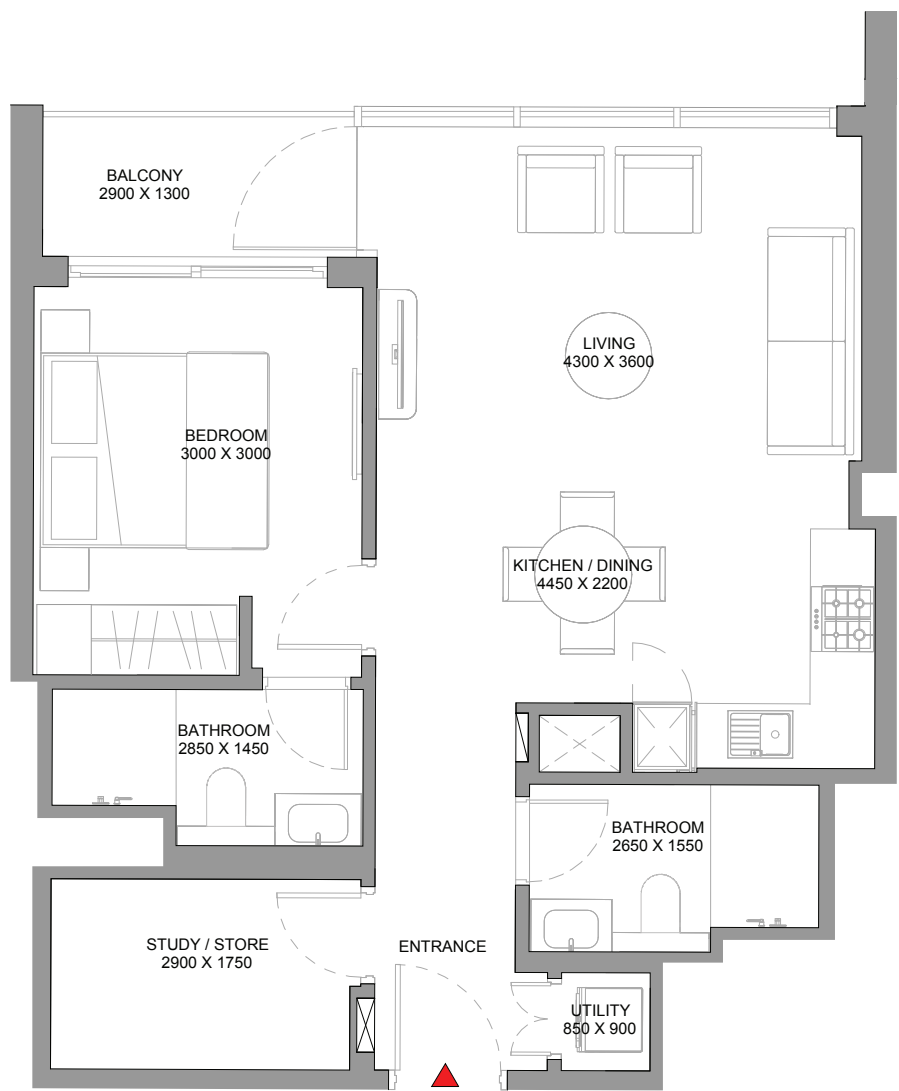 BALCONY
2900 X 1300
LIVING
4300 X 3600
BEDROOM
3000 X 3000
KITCHEN / DINING
4450 X 2200
BATHROOM
2850 X 1450
BATHROOM
2650 X 1550
STUDY / STORE
2900 X 1750
ENTRANCE
UTILITY
850 X 900